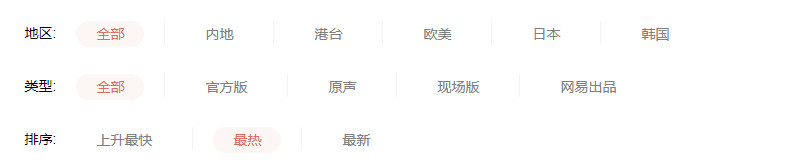 地区: 全部 内地 港台 欧美 日本 韩国
类型: 全部 官方版 原声 现场版 网易出品
排序: 上升最快 最热 最新